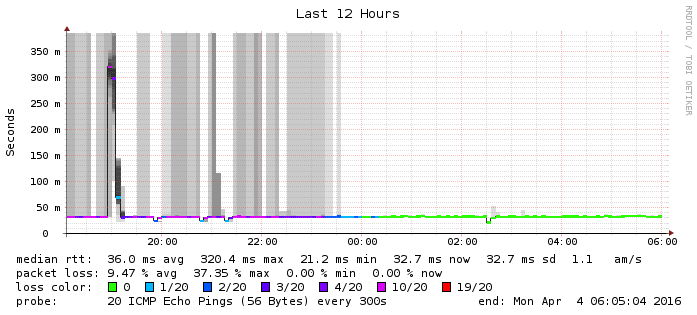 Last 12 Hours
RRDTOOL / TOBI OETIKER
Seconds
350 m
300 m
250 m
200 m
150 m
100 m
50 m
0
20:00 22:00 00:00 02:00 04:00 06:00
median rtt: 36.0 ms avg 320.4 ms max 21.2 ms min 32.7 ms now 32.7 ms sd 1.1 am/s
packet loss: 9.47 % avg 37.35 % max 0.00 % min 0.00 % now
loss color: 0 1/20 2/20 3/20 4/20 10/20 19/20
probe: 20 ICMP Echo Pings (56 Bytes) every 300s end: Mon Apr 4 06:05:04 2016